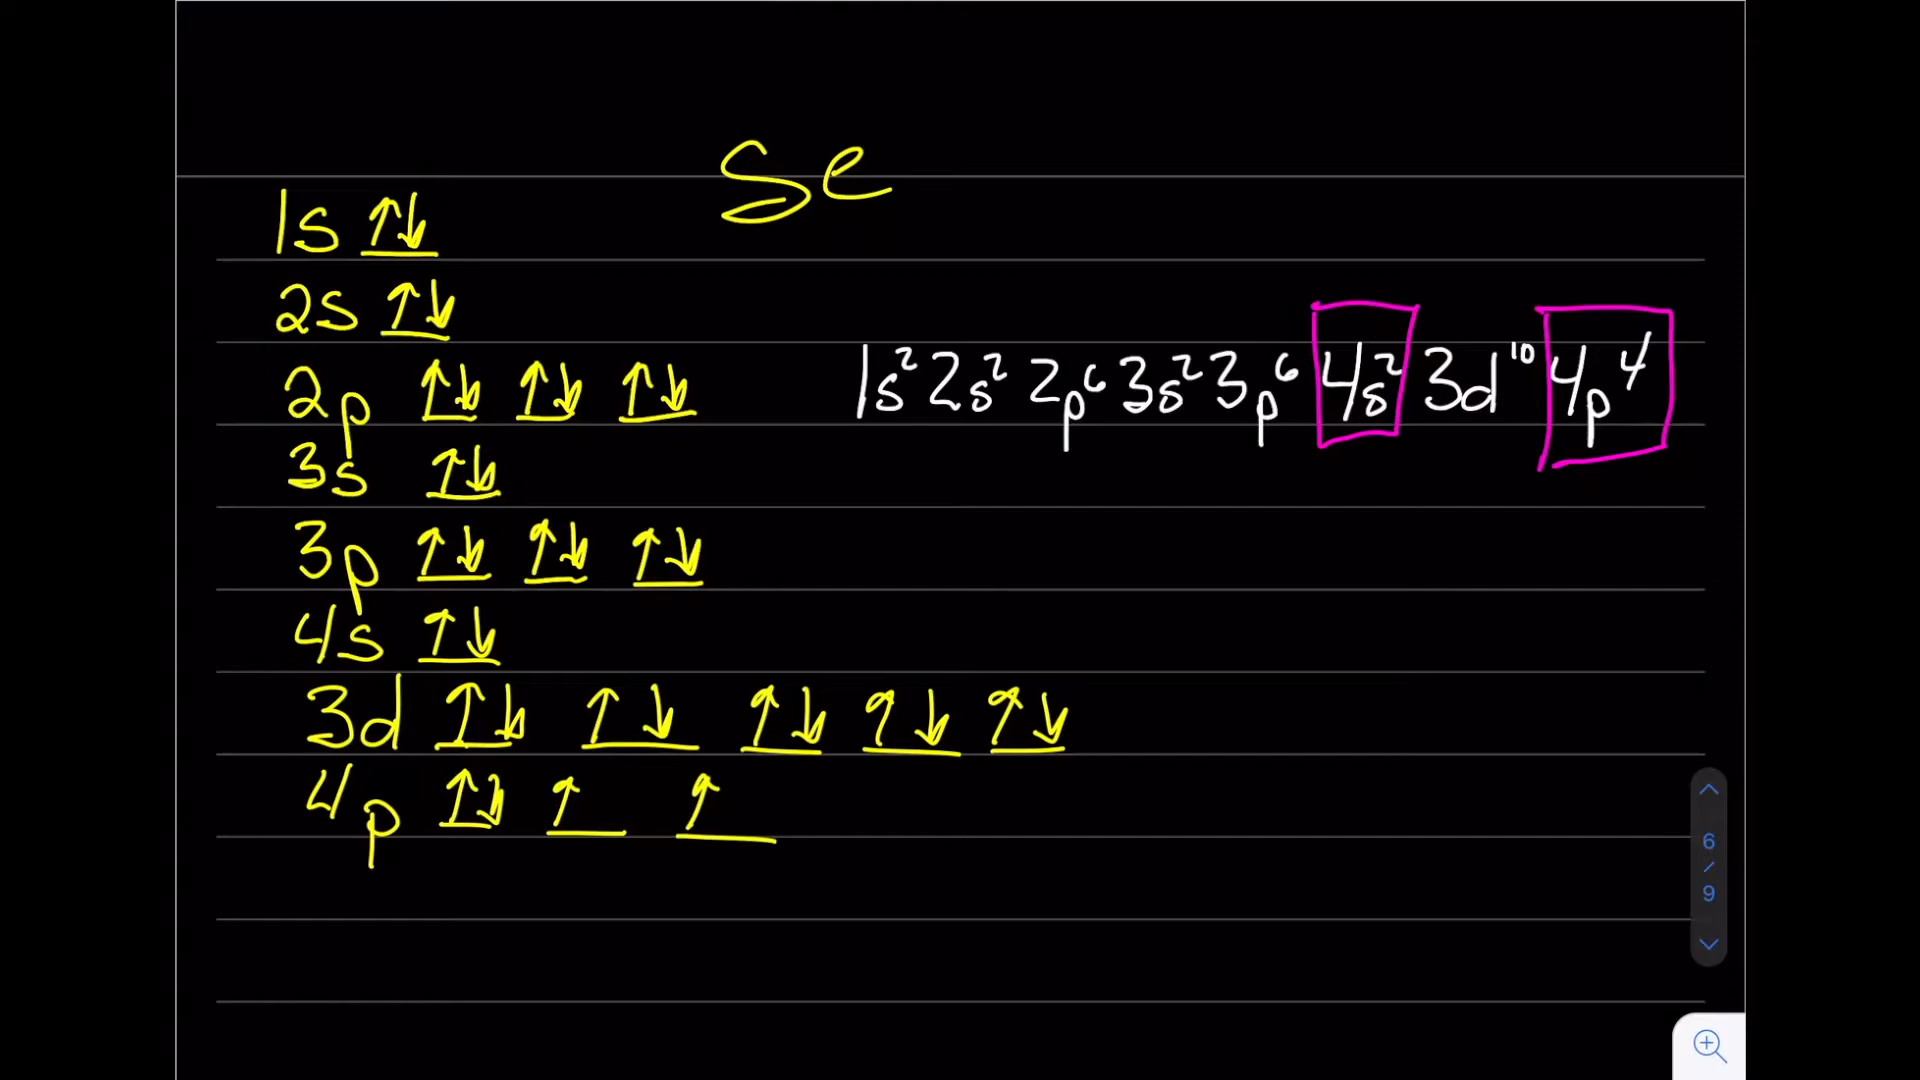 Se
1s ↑↓
2s ↑↓
1s² 2s² 2p⁶ 3s² 3p⁶ 4s² 3d¹⁰ 4p⁴
2p ↑↓ ↑↓ ↑↓
3s ↑↓
3p ↑↓ ↑↓ ↑↓
4s ↑↓
3d ↑↓ ↑↓ ↑↓ ↑↓ ↑↓
4p ↑↓ ↑ ↑
6
/
9